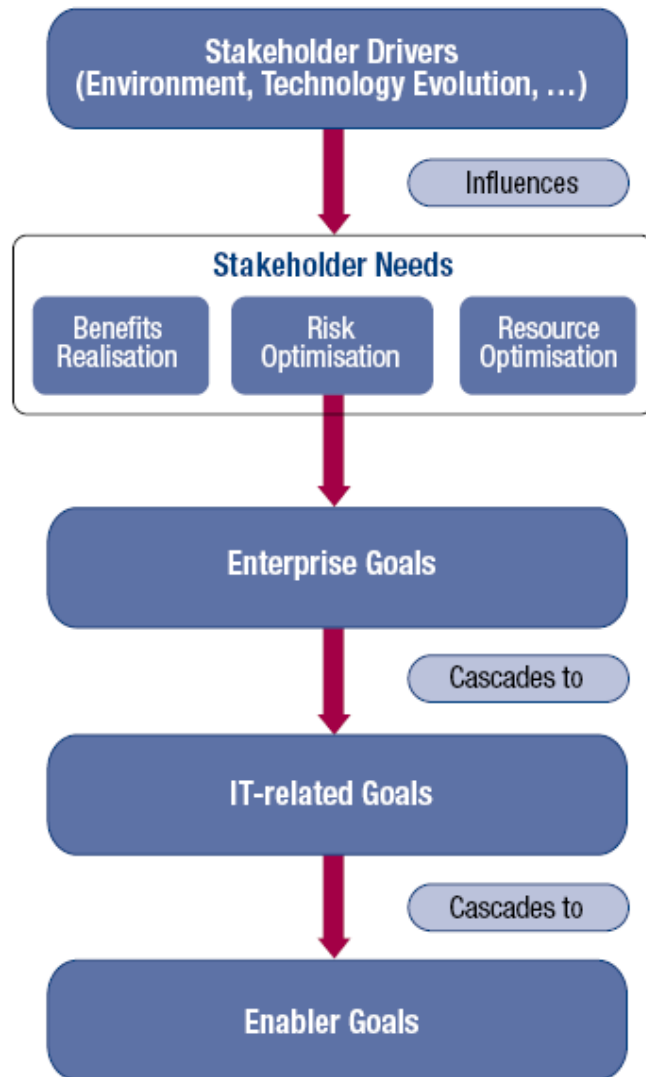 Stakeholder Drivers
(Environment, Technology Evolution, …)
Influences
Stakeholder Needs
Benefits
Realisation
Risk
Optimisation
Resource
Optimisation
Enterprise Goals
Cascades to
IT-related Goals
Cascades to
Enabler Goals